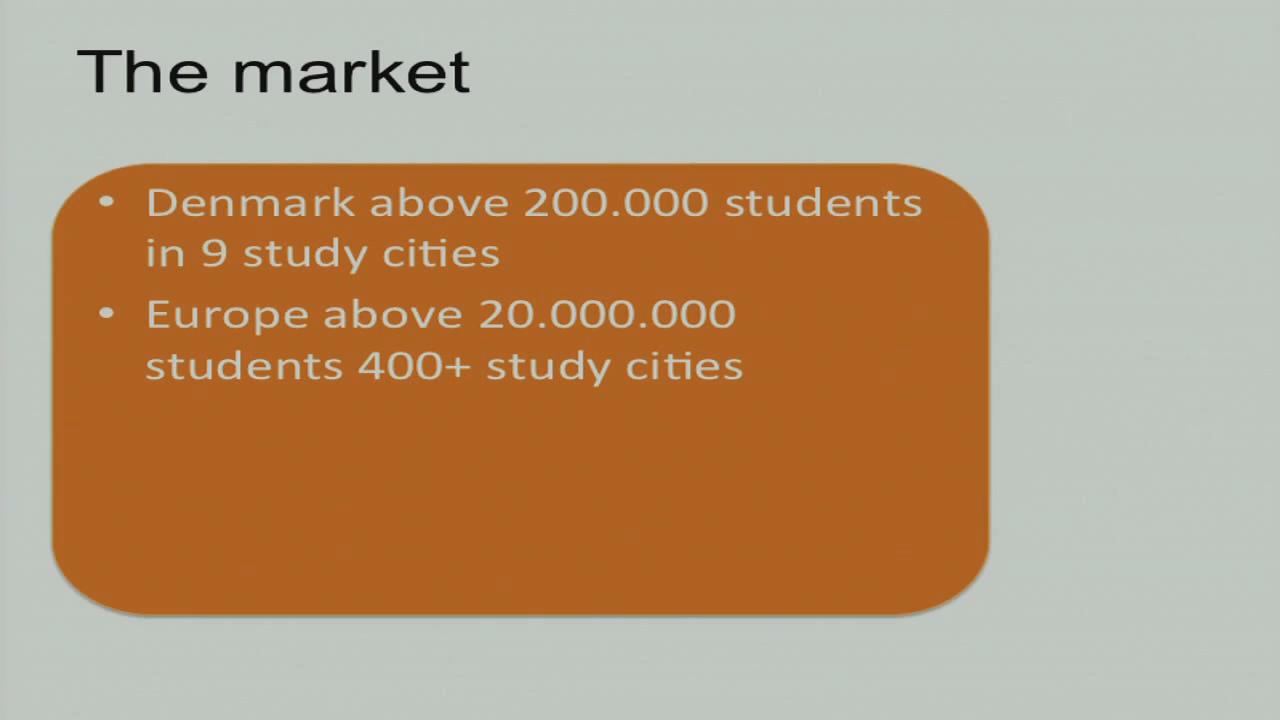 The market
• Denmark above 200.000 students
in 9 study cities
• Europe above 20.000.000
students 400+ study cities